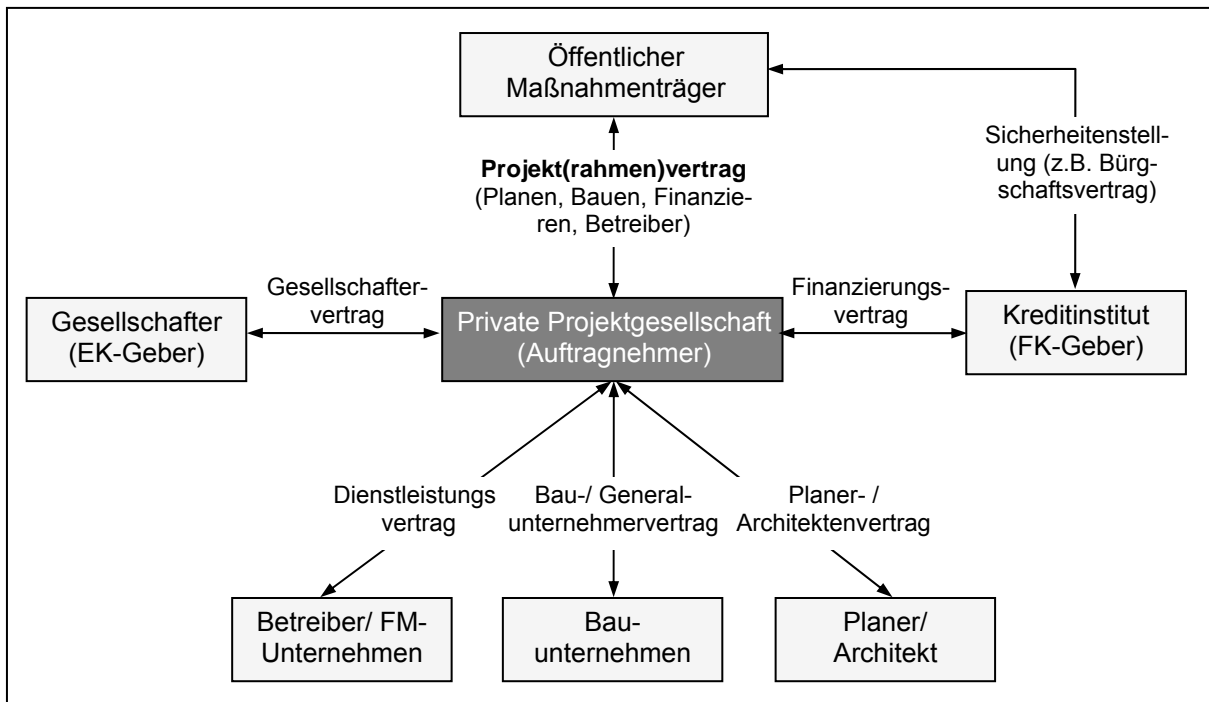 Öffentlicher
Maßnahmenträger
Sicherheitenstell-
ung (z.B. Bürg-
schaftsvertrag)
Projekt(rahmen)vertrag
(Planen, Bauen, Finanzie-
ren, Betreiber)
Gesellschafter-
vertrag
Finanzierungs-
vertrag
Gesellschafter
(EK-Geber)
Private Projektgesellschaft
(Auftragnehmer)
Kreditinstitut
(FK-Geber)
Dienstleistungs
vertrag
Bau-/ General-
unternehmervertrag
Planer- /
Architektenvertrag
Betreiber/ FM-
Unternehmen
Bau-
unternehmen
Planer/
Architekt